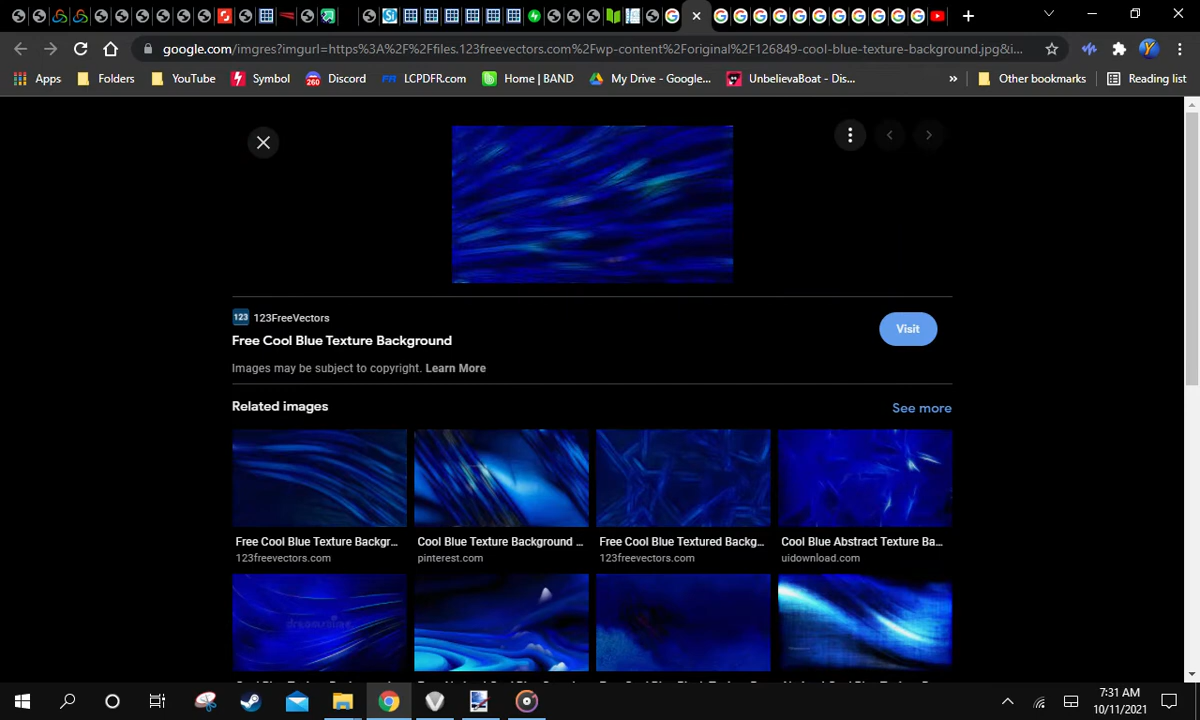 google.com/imgres?imgurl=https%3A%2F%2Ffiles.123freevectors.com%2Fwp-content%2Foriginal%2F126849-cool-blue-texture-background.jpg&i...
Apps Folders YouTube Symbol 260 Discord LCPDFR.com Home | BAND My Drive - Google... UnbelievaBoat - Dis... » Other bookmarks Reading list
123 123FreeVectors
Free Cool Blue Texture Background
Visit
Images may be subject to copyright. Learn More
Related images
See more
Free Cool Blue Texture Backgr... Cool Blue Texture Background ... Free Cool Blue Textured Backg... Cool Blue Abstract Texture Ba...
123freevectors.com pinterest.com 123freevectors.com uidownload.com
dreamstime
7:31 AM
10/11/2021